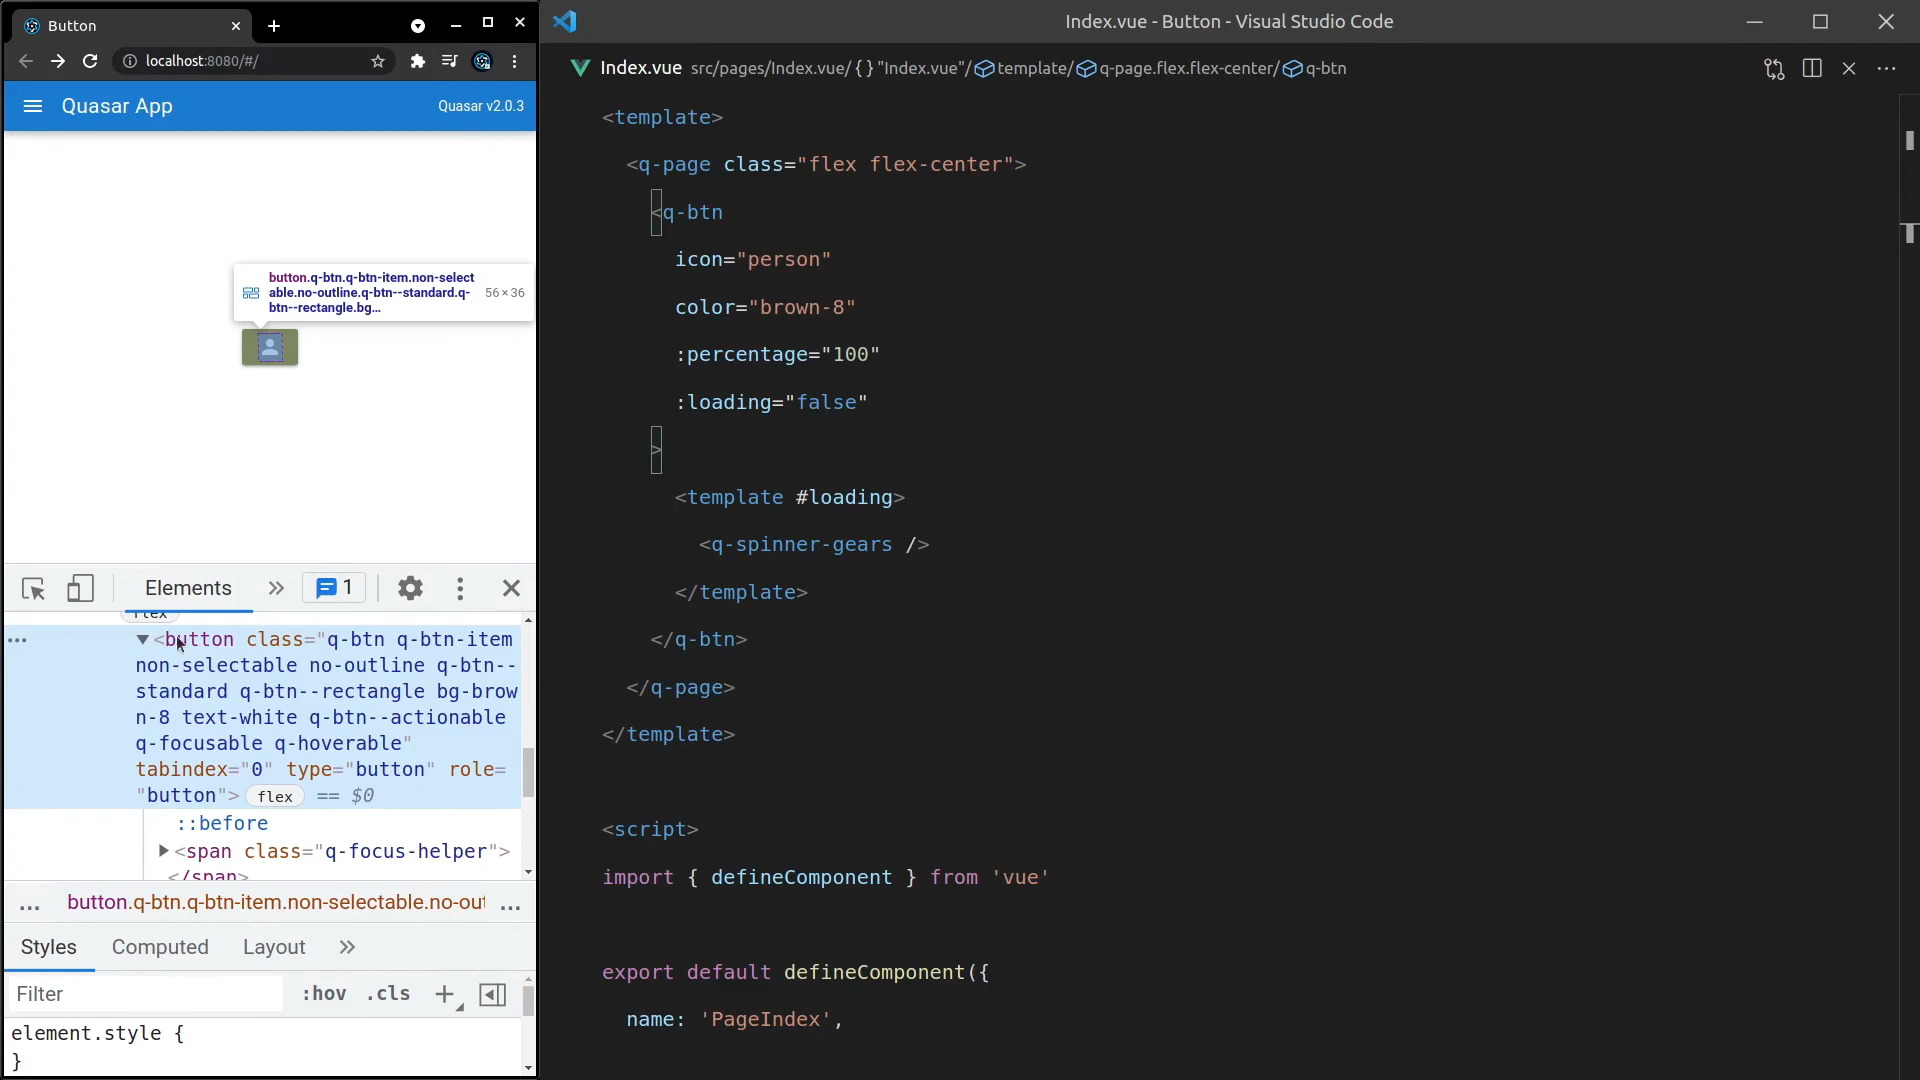 Button
localhost:8080/#/
Quasar App
Quasar v2.0.3
button.q-btn.q-btn-item.non-select
able.no-outline.q-btn--standard.q-
btn--rectangle.bg…
56×36
Elements
1
flex
<button class="q-btn q-btn-item
non-selectable no-outline q-btn--
standard q-btn--rectangle bg-brow
n-8 text-white q-btn--actionable
q-focusable q-hoverable"
tabindex="0" type="button" role=
"button"> flex == $0
::before
<span class="q-focus-helper">
</span>
... button.q-btn.q-btn-item.non-selectable.no-out ...
Styles Computed Layout
Filter :hov .cls
element.style {
}
Index.vue - Button - Visual Studio Code
Index.vue src/pages/Index.vue/ {} "Index.vue"/ template/ q-page.flex.flex-center/ q-btn
<template>
<q-page class="flex flex-center">
<q-btn
icon="person"
color="brown-8"
:percentage="100"
:loading="false"
>
<template #loading>
<q-spinner-gears />
</template>
</q-btn>
</q-page>
</template>
<script>
import { defineComponent } from 'vue'
export default defineComponent({
name: 'PageIndex',